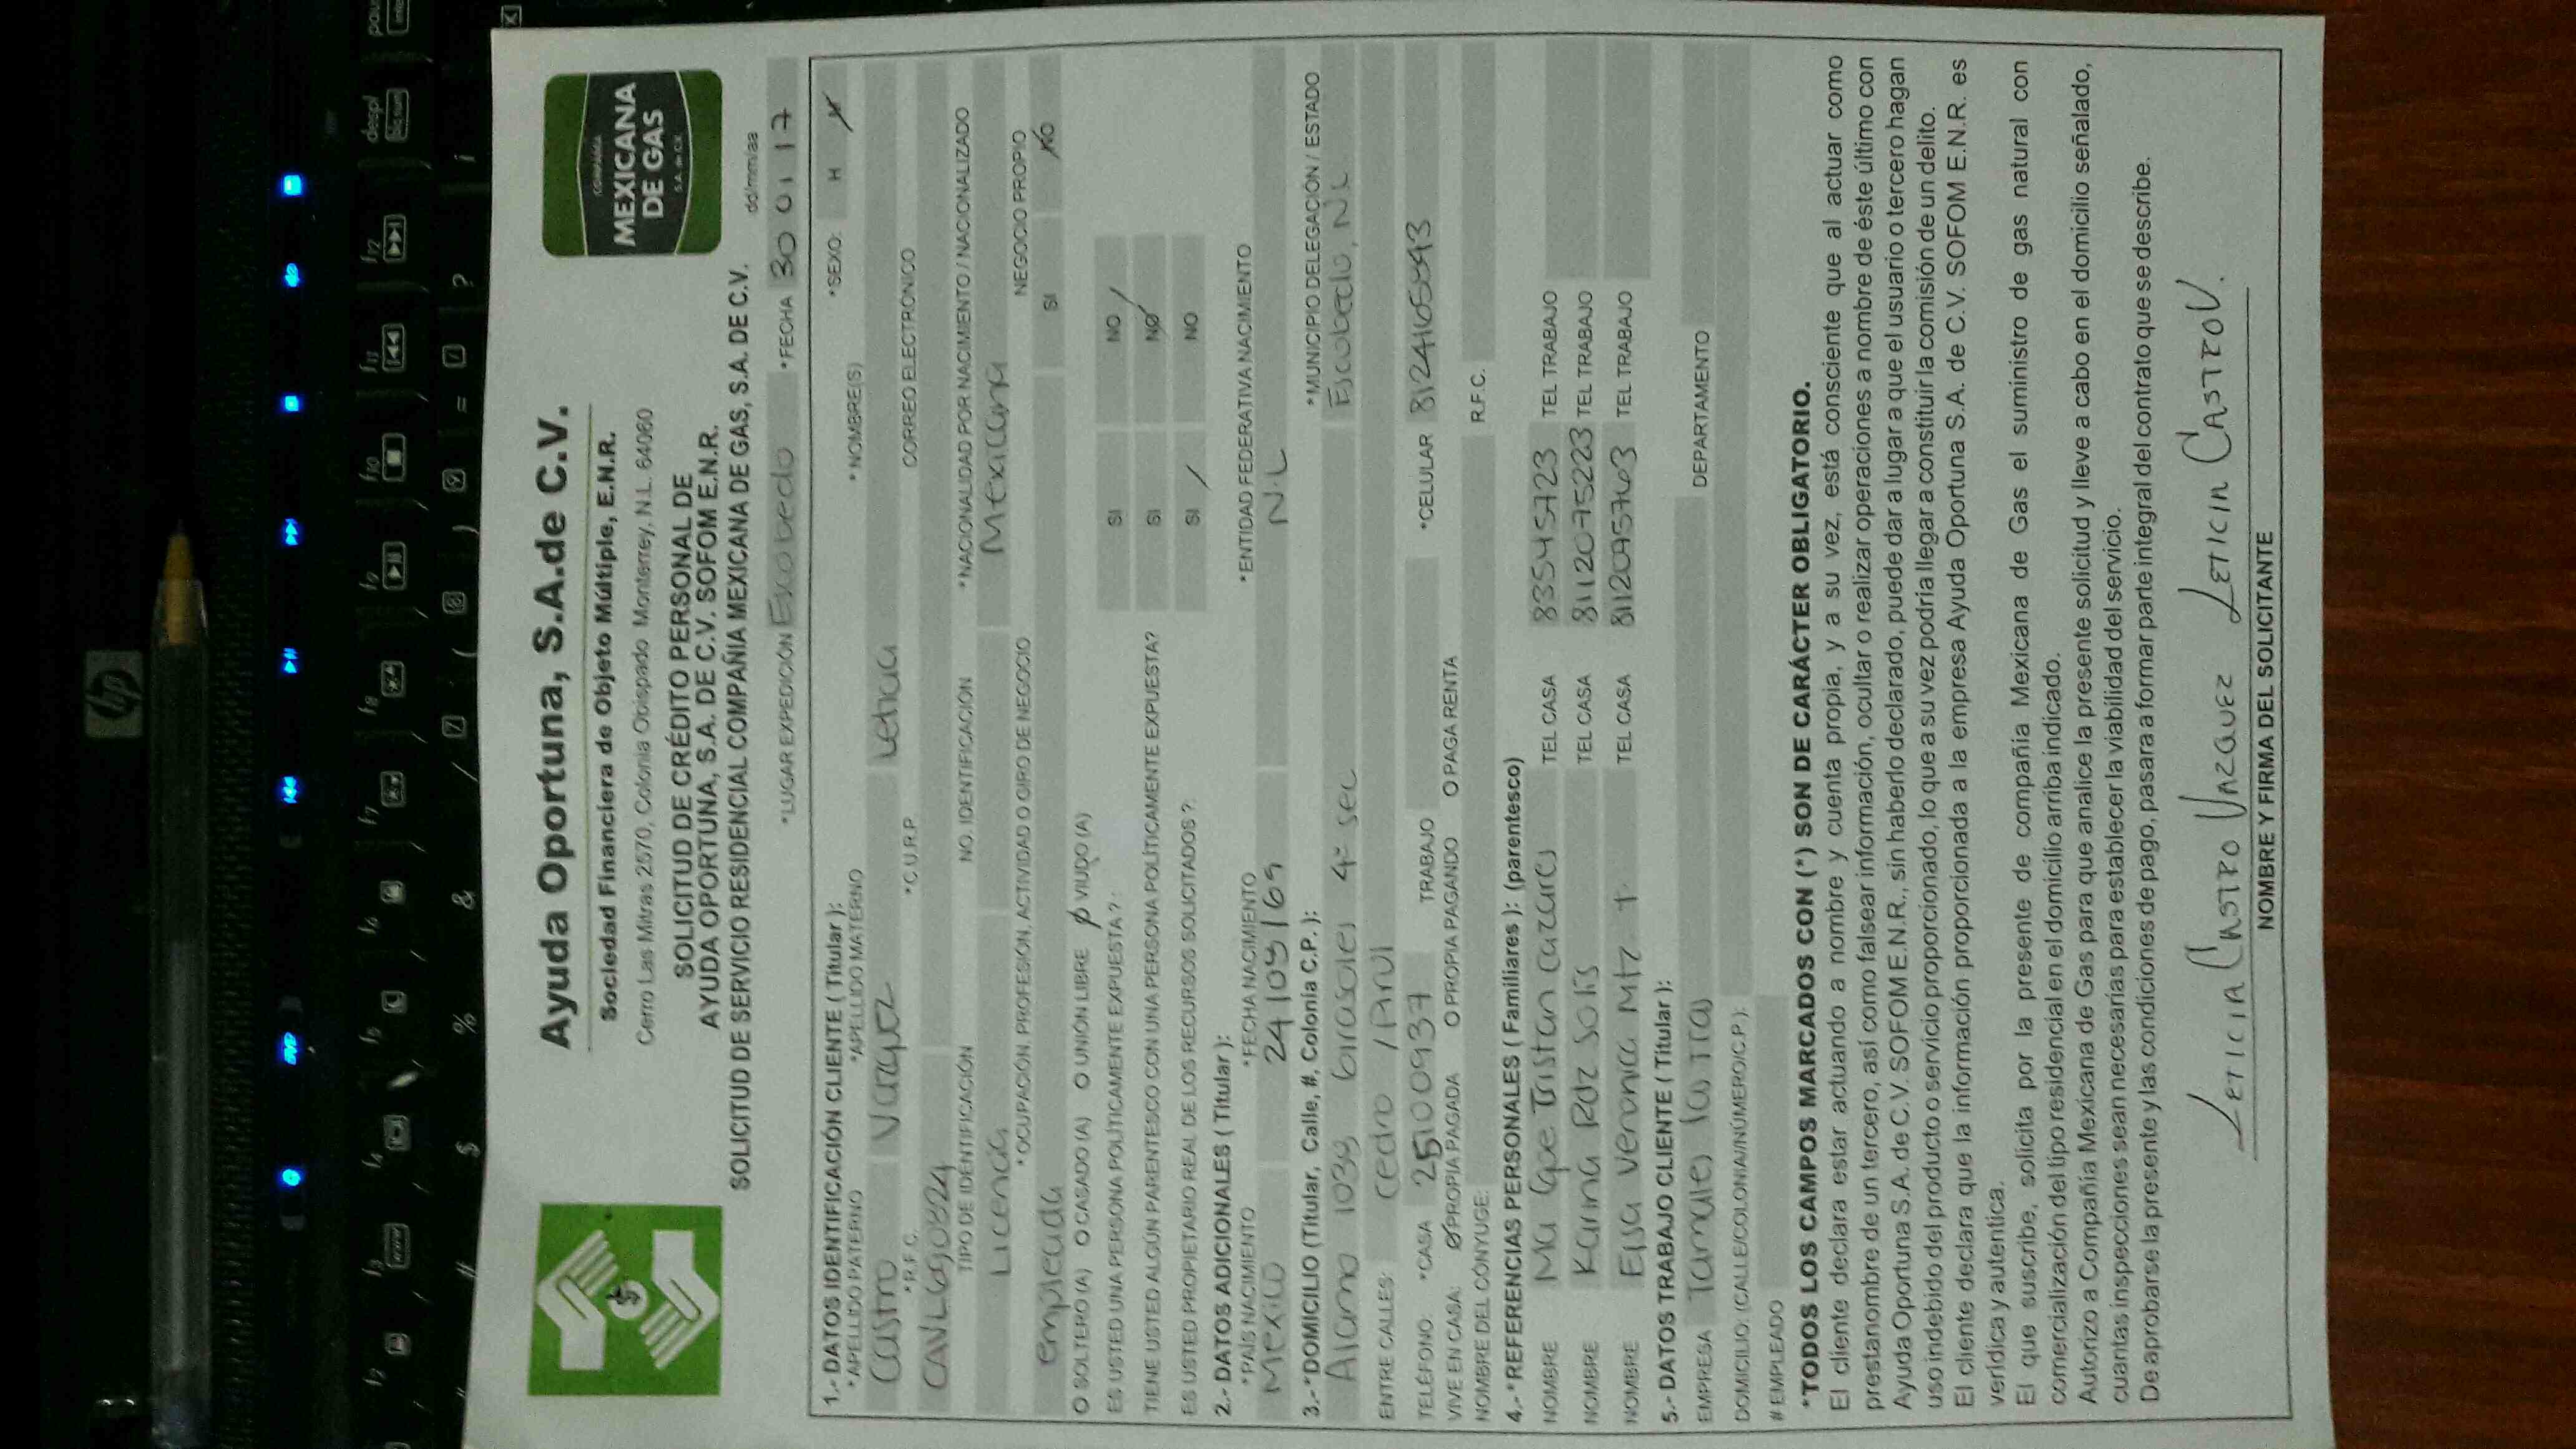 Ayuda Oportuna, S.A.de C.V.
Sociedad Financiera de Objeto Múltiple, E.N.R.
Cerro Las Mitras 2570, Colonia Obispado Monterrey, N.L. 64060
COMPAÑIA
MEXICANA
DE GAS
S.A. de C.V.
SOLICITUD DE CRÉDITO PERSONAL DE
AYUDA OPORTUNA, S.A. DE C.V. SOFOM E.N.R.
SOLICITUD DE SERVICIO RESIDENCIAL COMPAÑIA MEXICANA DE GAS, S.A. DE C.V.
dd/mm/aa
*LUGAR EXPEDICIÓN Escobedo *FECHA 30 01 17
1.- DATOS IDENTIFICACIÓN CLIENTE ( Titular ):
*APELLIDO PATERNO *APELLIDO MATERNO *NOMBRE(S) *SEXO: H
Castro Vazquez Leticia
*R.F.C. *C.U.R.P. CORREO ELECTRÓNICO
CAVL690824
TIPO DE IDENTIFICACIÓN NO. IDENTIFICACIÓN *NACIONALIDAD POR NACIMIENTO / NACIONALIZADO
Licencia Mexicana
*OCUPACIÓN, PROFESIÓN, ACTIVIDAD O GIRO DE NEGOCIO NEGOCIO PROPIO
empleada SI NO
O SOLTERO (A) O CASADO (A) O UNIÓN LIBRE O VIUDO (A)
ES USTED UNA PERSONA POLÍTICAMENTE EXPUESTA ?: SI NO /
TIENE USTED ALGÚN PARENTESCO CON UNA PERSONA POLÍTICAMENTE EXPUESTA? SI NO
ES USTED PROPIETARIO REAL DE LOS RECURSOS SOLICITADOS ?: SI / NO
2.- DATOS ADICIONALES ( Titular ):
*PAÍS NACIMIENTO *FECHA NACIMIENTO *ENTIDAD FEDERATIVA NACIMIENTO
Mexico N.L
3.- *DOMICILIO (Titular, Calle, #, Colonia C.P. ): *MUNICIPIO DELEGACIÓN / ESTADO
Alamo 1039 Girasoles 4º sec Escobedo, N.L
ENTRE CALLES: cedro / Arul
TELÉFONO: *CASA 25100937 TRABAJO *CELULAR
VIVE EN CASA: O PROPIA PAGADA O PROPIA PAGANDO O PAGA RENTA
NOMBRE DEL CÓNYUGE: R.F.C.
4.- *REFERENCIAS PERSONALES ( Familiares ): (parentesco)
NOMBRE Ma Gpe Tristan cazares TEL CASA 83545723 TEL TRABAJO
NOMBRE Karina Rdz Solis TEL CASA 8112075223 TEL TRABAJO
NOMBRE Elsa Veronica Mtz T. TEL CASA TEL TRABAJO
5.- DATOS TRABAJO CLIENTE ( Titular ):
EMPRESA Tamales DEPARTAMENTO
DOMICILIO: (CALLE/COLONIA/NÚMERO/C.P.):
# EMPLEADO
*TODOS LOS CAMPOS MARCADOS CON (*) SON DE CARÁCTER OBLIGATORIO.
El cliente declara estar actuando a nombre y cuenta propia, y a su vez, está consciente que al actuar como
prestanombre de un tercero, así como falsear información, ocultar o realizar operaciones a nombre de éste último con
Ayuda Oportuna S.A. de C.V. SOFOM E.N.R., sin haberlo declarado, puede dar a lugar a que el usuario o tercero hagan
uso indebido del producto o servicio proporcionado, lo que a su vez podría llegar a constituir la comisión de un delito.
El cliente declara que la información proporcionada a la empresa Ayuda Oportuna S.A. de C.V. SOFOM E.N.R. es
verídica y autentica.
El que suscribe, solicita por la presente de compañia Mexicana de Gas el suministro de gas natural con
comercialización del tipo residencial en el domicilio arriba indicado.
Autorizo a Compañía Mexicana de Gas para que analice la presente solicitud y lleve a cabo en el domicilio señalado,
cuantas inspecciones sean necesarias para establecer la viabilidad del servicio.
De aprobarse la presente y las condiciones de pago, pasara a formar parte integral del contrato que se describe.
LETICIA CASTRO VAZQUEZ LETICIA CASTRO V.
NOMBRE Y FIRMA DEL SOLICITANTE